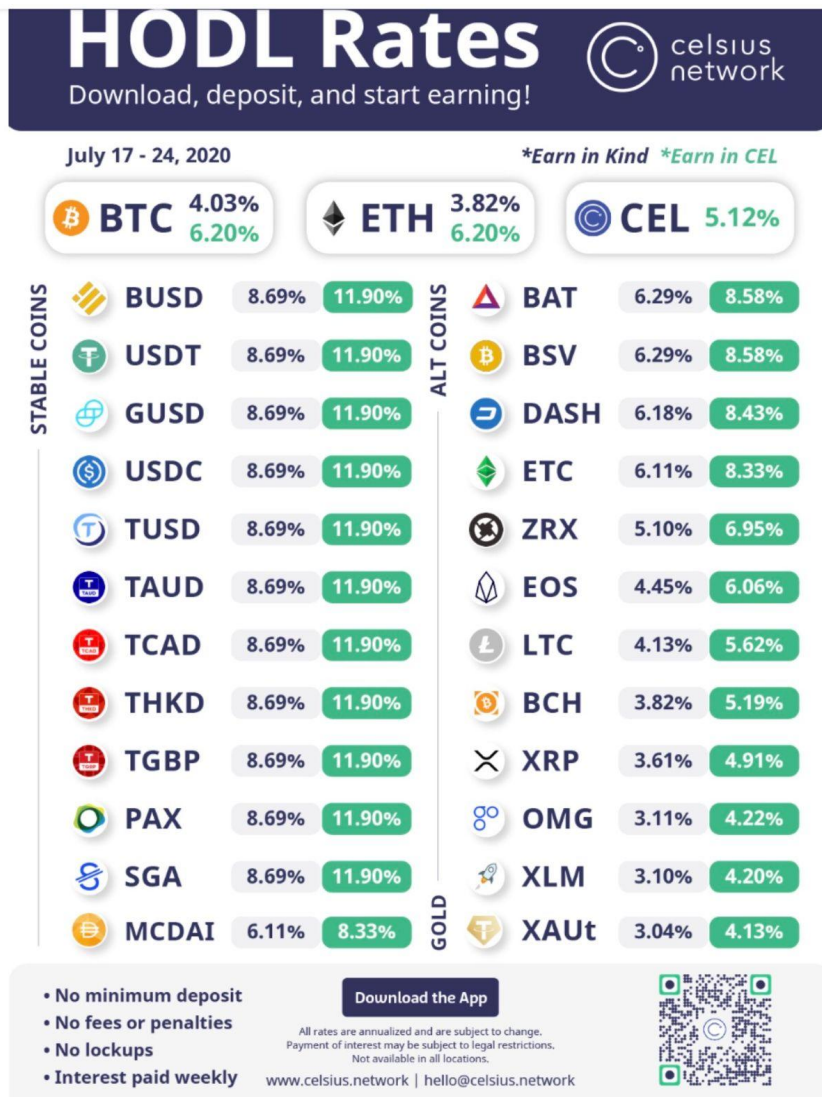 HODL Rates
celsius
network
Download, deposit, and start earning!
July 17 - 24, 2020
*Earn in Kind *Earn in CEL
BTC 4.03% 6.20%
ETH 3.82% 6.20%
CEL 5.12%
STABLE COINS
BUSD 8.69% 11.90%
USDT 8.69% 11.90%
GUSD 8.69% 11.90%
USDC 8.69% 11.90%
TUSD 8.69% 11.90%
TAUD 8.69% 11.90%
TCAD 8.69% 11.90%
THKD 8.69% 11.90%
TGBP 8.69% 11.90%
PAX 8.69% 11.90%
SGA 8.69% 11.90%
MCDAI 6.11% 8.33%
ALT COINS
BAT 6.29% 8.58%
BSV 6.29% 8.58%
DASH 6.18% 8.43%
ETC 6.11% 8.33%
ZRX 5.10% 6.95%
EOS 4.45% 6.06%
LTC 4.13% 5.62%
BCH 3.82% 5.19%
XRP 3.61% 4.91%
OMG 3.11% 4.22%
XLM 3.10% 4.20%
GOLD
XAUt 3.04% 4.13%
• No minimum deposit
• No fees or penalties
• No lockups
• Interest paid weekly
Download the App
All rates are annualized and are subject to change.
Payment of interest may be subject to legal restrictions.
Not available in all locations.
www.celsius.network | hello@celsius.network